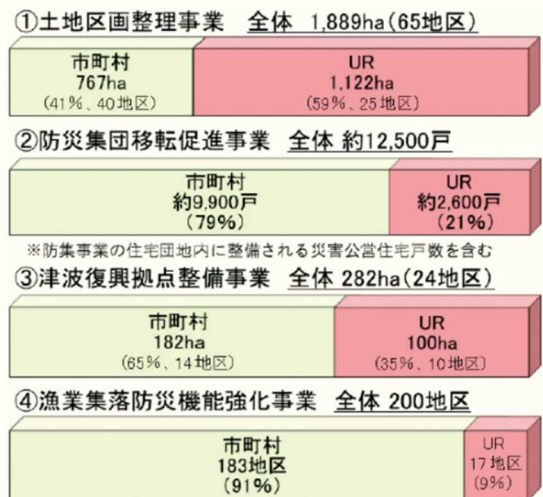 ①土地区画整理事業　全体　1,889ha(65地区)
市町村
767ha
(41%、40地区)
UR
1,122ha
(59%、25地区)
②防災集団移転促進事業　全体 約12,500戸
市町村
約9,900戸
(79%)
UR
約2,600戸
(21%)
※防集事業の住宅団地内に整備される災害公営住宅戸数を含む
③津波復興拠点整備事業　全体 282ha(24地区)
市町村
182ha
(65%、14地区)
UR
100ha
(35%、10地区)
④漁業集落防災機能強化事業　全体 200地区
市町村
183地区
(91%)
UR
17地区
(9%)